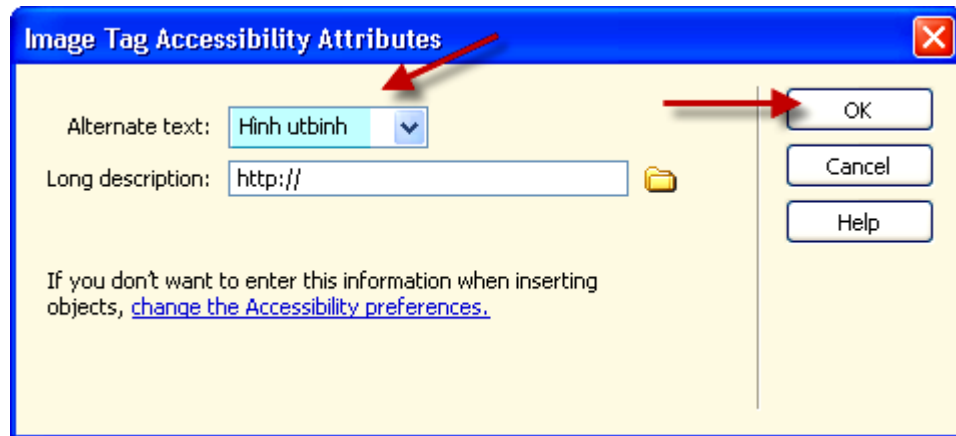 Image Tag Accessibility Attributes
Alternate text: Hình utbinh
OK
Long description: http://
Cancel
Help
If you don't want to enter this information when inserting
objects, change the Accessibility preferences.